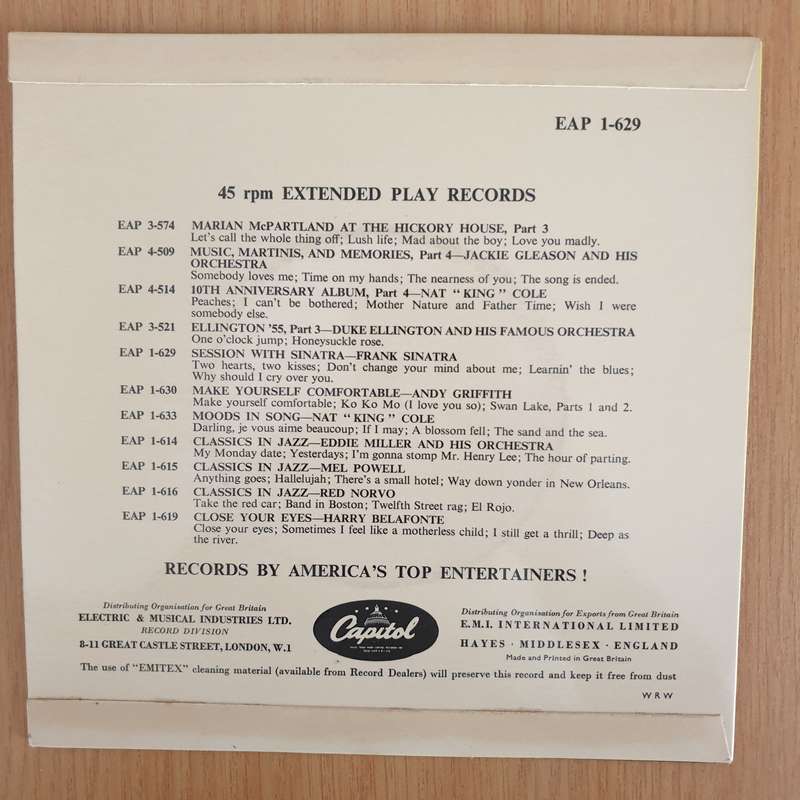 EAP 1-629
45 rpm EXTENDED PLAY RECORDS
EAP 3-574 MARIAN McPARTLAND AT THE HICKORY HOUSE, Part 3
Let's call the whole thing off; Lush life; Mad about the boy; Love you madly.
EAP 4-509 MUSIC, MARTINIS, AND MEMORIES, Part 4—JACKIE GLEASON AND HIS
ORCHESTRA
Somebody loves me; Time on my hands; The nearness of you; The song is ended.
EAP 4-514 10TH ANNIVERSARY ALBUM, Part 4—NAT "KING" COLE
Peaches; I can't be bothered; Mother Nature and Father Time; Wish I were
somebody else.
EAP 3-521 ELLINGTON '55, Part 3—DUKE ELLINGTON AND HIS FAMOUS ORCHESTRA
One o'clock jump; Honeysuckle rose.
EAP 1-629 SESSION WITH SINATRA—FRANK SINATRA
Two hearts, two kisses; Don't change your mind about me; Learnin' the blues;
Why should I cry over you.
EAP 1-630 MAKE YOURSELF COMFORTABLE—ANDY GRIFFITH
Make yourself comfortable; Ko Ko Mo (I love you so); Swan Lake, Parts 1 and 2.
EAP 1-633 MOODS IN SONG—NAT "KING" COLE
Darling, je vous aime beaucoup; If I may; A blossom fell; The sand and the sea.
EAP 1-614 CLASSICS IN JAZZ—EDDIE MILLER AND HIS ORCHESTRA
My Monday date; Yesterdays; I'm gonna stomp Mr. Henry Lee; The hour of parting.
EAP 1-615 CLASSICS IN JAZZ—MEL POWELL
Anything goes; Hallelujah; There's a small hotel; Way down yonder in New Orleans.
EAP 1-616 CLASSICS IN JAZZ—RED NORVO
Take the red car; Band in Boston; Twelfth Street rag; El Rojo.
EAP 1-619 CLOSE YOUR EYES—HARRY BELAFONTE
Close your eyes; Sometimes I feel like a motherless child; I still get a thrill; Deep as
the river.
RECORDS BY AMERICA'S TOP ENTERTAINERS !
Distributing Organisation for Great Britain
ELECTRIC & MUSICAL INDUSTRIES LTD.
RECORD DIVISION
8-11 GREAT CASTLE STREET, LONDON, W.1
Capitol
Distributing Organisation for Exports from Great Britain
E.M.I. INTERNATIONAL LIMITED
HAYES · MIDDLESEX · ENGLAND
Made and Printed in Great Britain
The use of "EMITEX" cleaning material (available from Record Dealers) will preserve this record and keep it free from dust
W R W